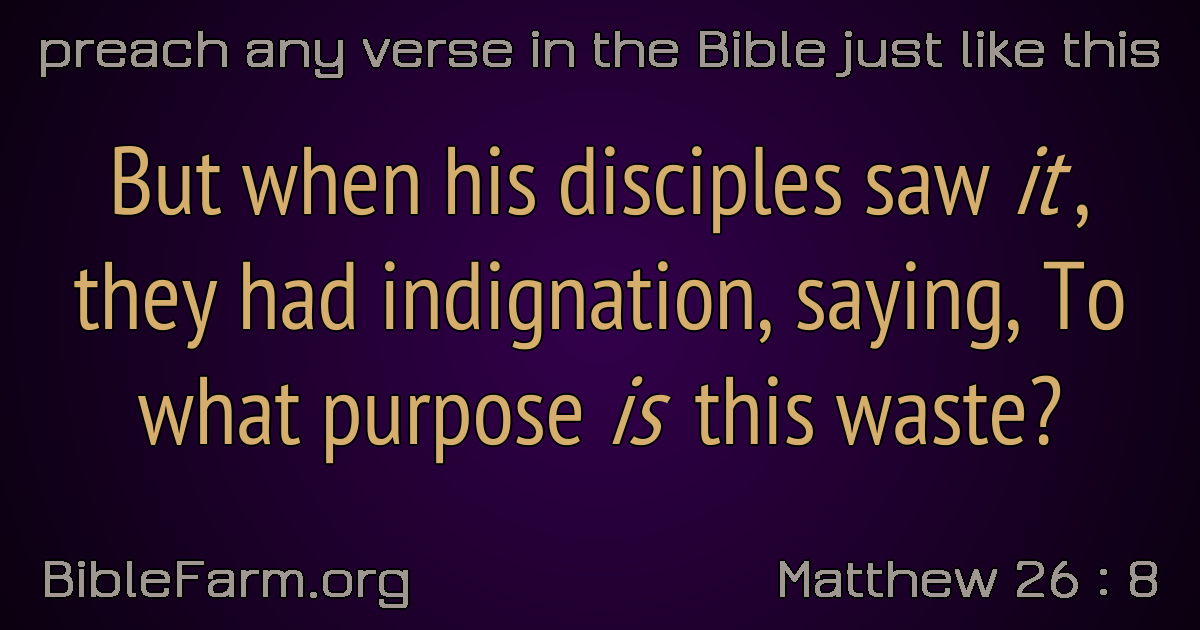 preach any verse in the Bible just like this
But when his disciples saw it,
they had indignation, saying, To
what purpose is this waste?
BibleFarm.org
Matthew 26 : 8